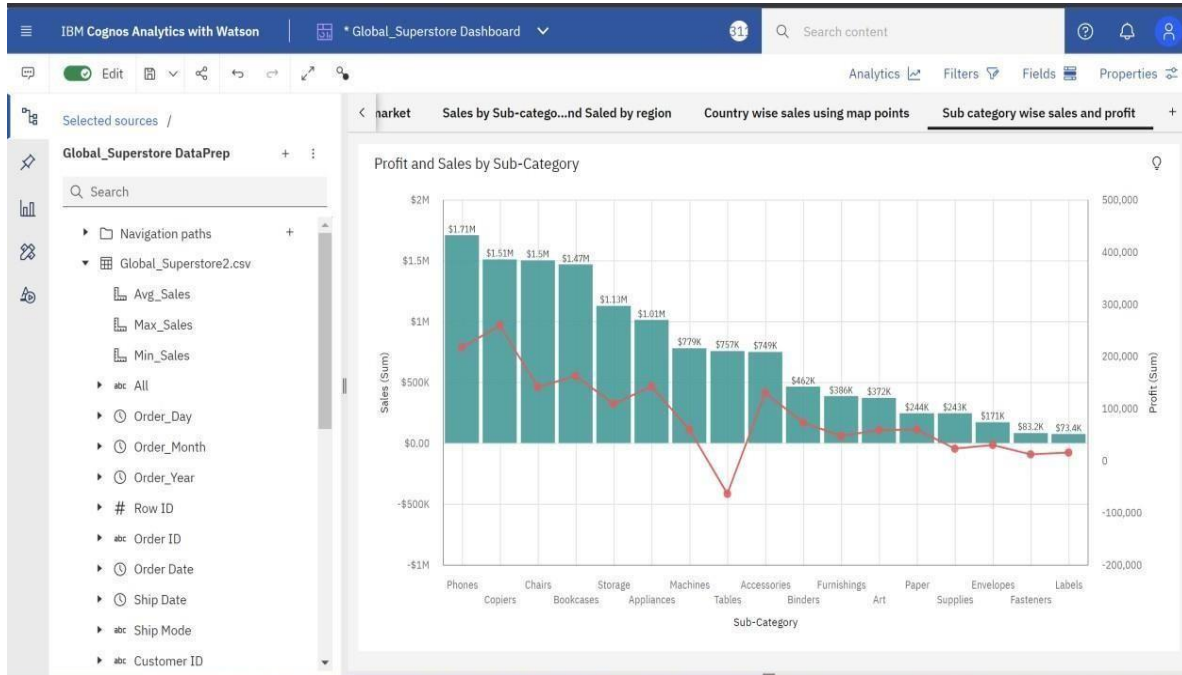 IBM Cognos Analytics with Watson
* Global_Superstore Dashboard
Search content
Edit
Analytics
Filters
Fields
Properties
Selected sources /
Global_Superstore DataPrep
Search
Navigation paths
Global_Superstore2.csv
Avg_Sales
Max_Sales
Min_Sales
abc All
Order_Day
Order_Month
Order_Year
# Row ID
abc Order ID
Order Date
Ship Date
abc Ship Mode
abc Customer ID
Sales by Sub-catego...nd Saled by region
Country wise sales using map points
Sub category wise sales and profit
Profit and Sales by Sub-Category
Sales (Sum)
$2M
$1.5M
$1M
$500K
$0.00
-$500K
-$1M
$1.71M
$1.51M
$1.5M
$1.47M
$1.13M
$1.01M
$779K
$757K
$749K
$462K
$386K
$372K
$244K
$243K
$171K
$83.2K
$73.4K
500,000
400,000
300,000
200,000
100,000
0
-100,000
-200,000
Profit (Sum)
Phones Chairs Storage Machines Accessories Furnishings Paper Envelopes Labels
Copiers Bookcases Appliances Tables Binders Art Supplies Fasteners
Sub-Category